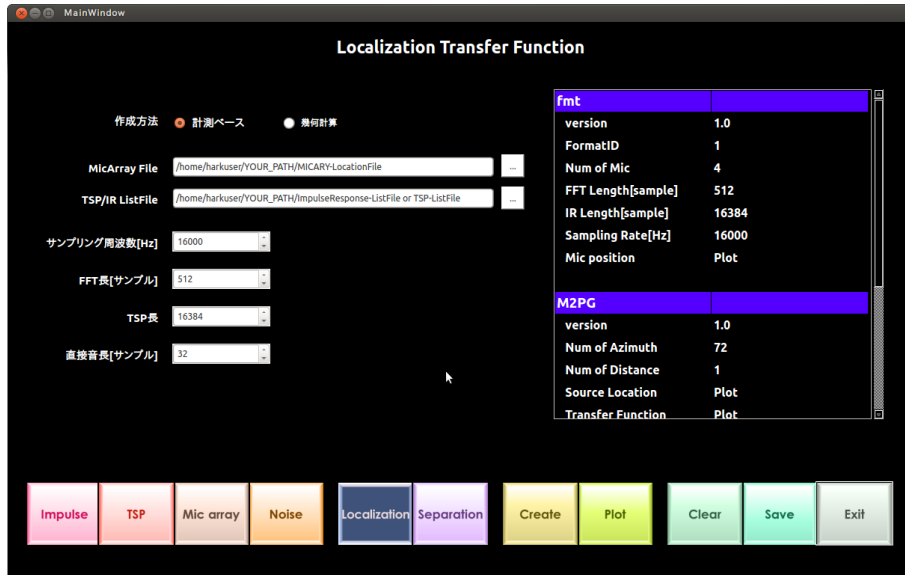 MainWindow
Localization Transfer Function
作成方法 計測ベース 幾何計算
MicArray File /home/harkuser/YOUR_PATH/MICARY-LocationFile ...
TSP/IR ListFile /home/harkuser/YOUR_PATH/ImpulseResponse-ListFile or TSP-ListFile ...
サンプリング周波数[Hz] 16000
FFT長[サンプル] 512
TSP長 16384
直接音長[サンプル] 32
fmt
version 1.0
FormatID 1
Num of Mic 4
FFT Length[sample] 512
IR Length[sample] 16384
Sampling Rate[Hz] 16000
Mic position Plot
M2PG
version 1.0
Num of Azimuth 72
Num of Distance 1
Source Location Plot
Transfer Function Plot
Impulse TSP Mic array Noise Localization Separation Create Plot Clear Save Exit